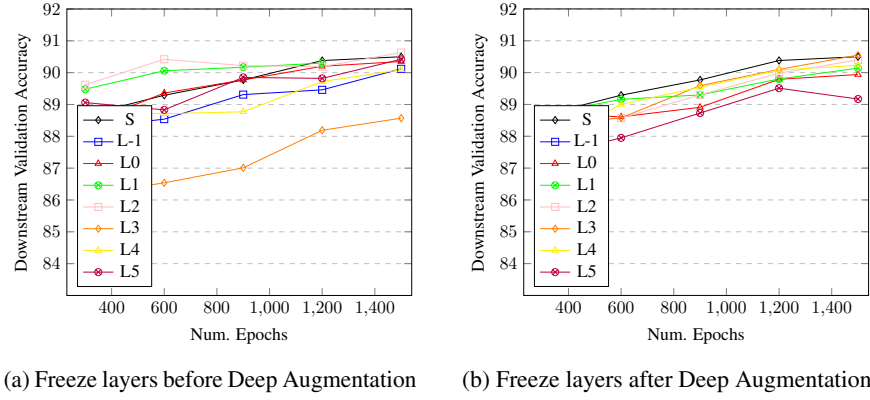 92
91
90
89
88
87
86
85
84
Downstream Validation Accuracy
S
L-1
L0
L1
L2
L3
L4
L5
400 600 800 1,000 1,200 1,400
Num. Epochs
(a) Freeze layers before Deep Augmentation
92
91
90
89
88
87
86
85
84
Downstream Validation Accuracy
S
L-1
L0
L1
L2
L3
L4
L5
400 600 800 1,000 1,200 1,400
Num. Epochs
(b) Freeze layers after Deep Augmentation